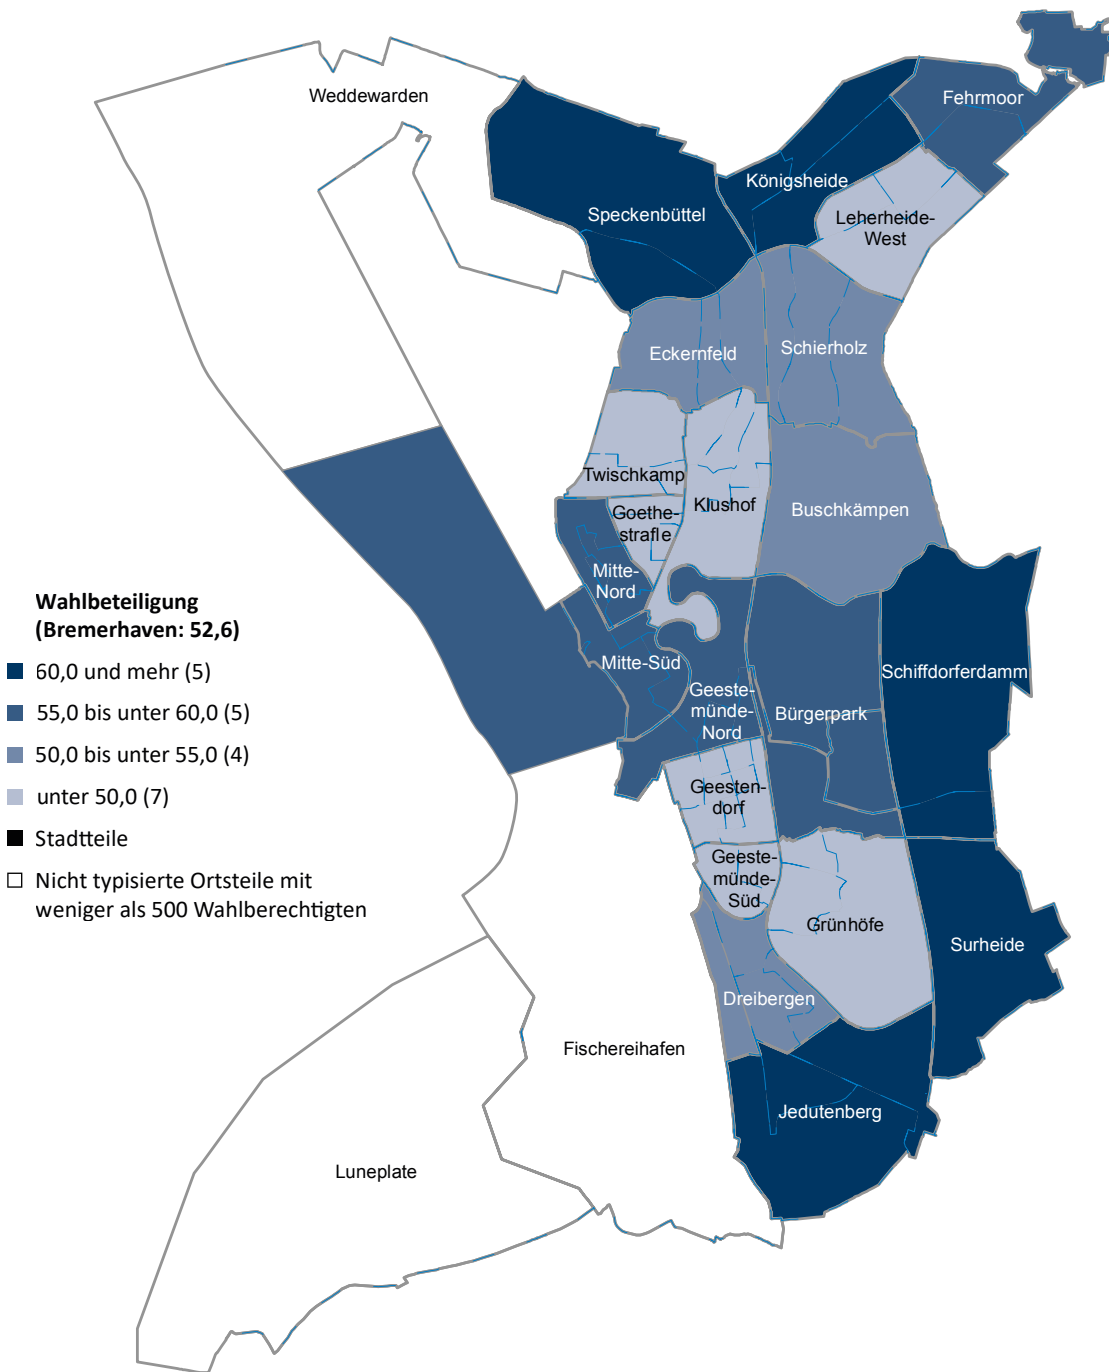 Weddewarden
Fehrmoor
Königsheide
Speckenbüttel
Leherheide-
West
Eckernfeld
Schierholz
Twischkamp
Klushof
Goethe-
strafle
Buschkämpen
Mitte-
Nord
Wahlbeteiligung
(Bremerhaven: 52,6)
60,0 und mehr (5)
55,0 bis unter 60,0 (5)
50,0 bis unter 55,0 (4)
unter 50,0 (7)
Stadtteile
Nicht typisierte Ortsteile mit
weniger als 500 Wahlberechtigten
Mitte-Süd
Schiffdorferdamm
Geeste-
münde-
Nord
Bürgerpark
Geesten-
dorf
Geeste-
münde-
Süd
Grünhöfe
Surheide
Dreibergen
Fischereihafen
Jedutenberg
Luneplate